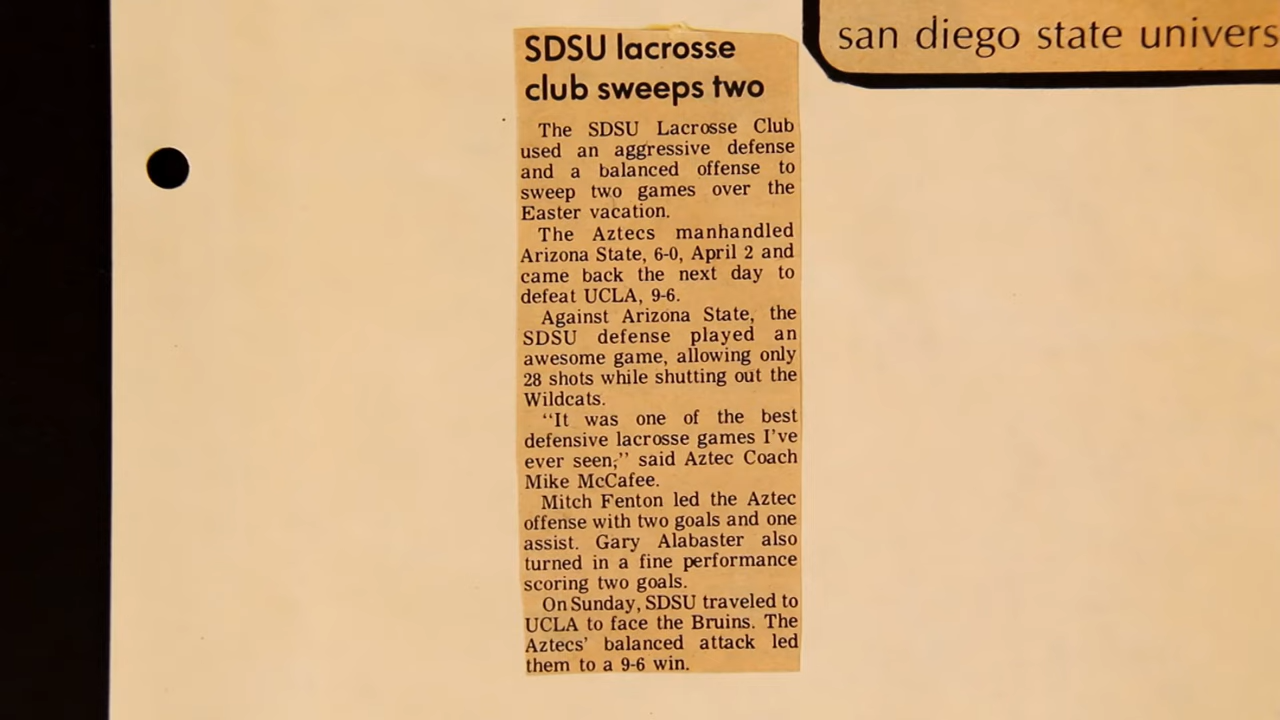 SDSU lacrosse
club sweeps two
The SDSU Lacrosse Club
used an aggressive defense
and a balanced offense to
sweep two games over the
Easter vacation.
The Aztecs manhandled
Arizona State, 6-0, April 2 and
came back the next day to
defeat UCLA, 9-6.
Against Arizona State, the
SDSU defense played an
awesome game, allowing only
28 shots while shutting out the
Wildcats.
“It was one of the best
defensive lacrosse games I've
ever seen,” said Aztec Coach
Mike McCafee.
Mitch Fenton led the Aztec
offense with two goals and one
assist. Gary Alabaster also
turned in a fine performance
scoring two goals.
On Sunday, SDSU traveled to
UCLA to face the Bruins. The
Aztecs' balanced attack led
them to a 9-6 win.
san diego state univers